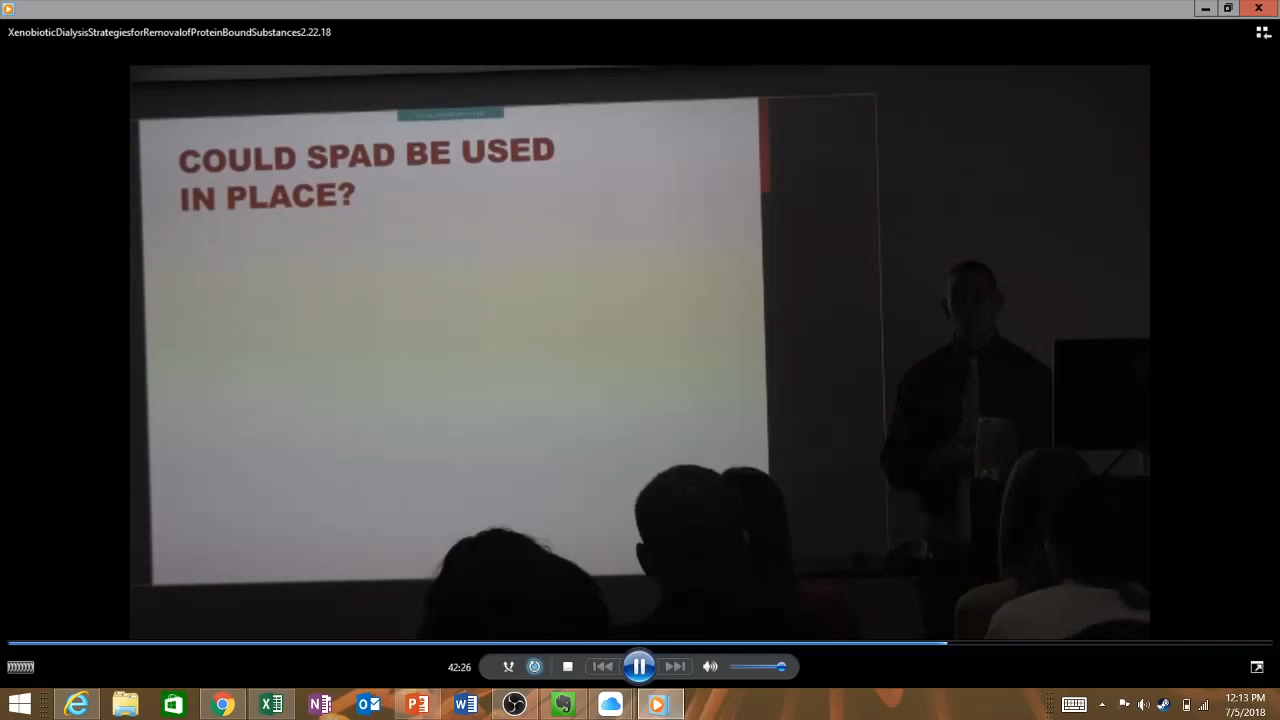 XenobioticDialysisStrategiesforRemovalofProteinBoundSubstances2.22.18
COULD SPAD BE USED
IN PLACE?
42:26
12:13 PM
7/5/2018